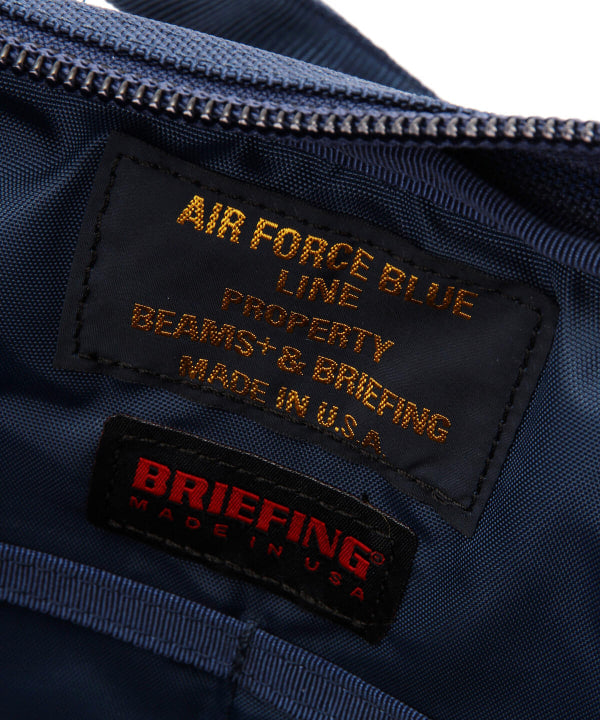 AIR FORCE BLUE
LINE
PROPERTY
BEAMS+ & BRIEFING
MADE IN U.S.A.
BRIEFING®
MADE IN USA